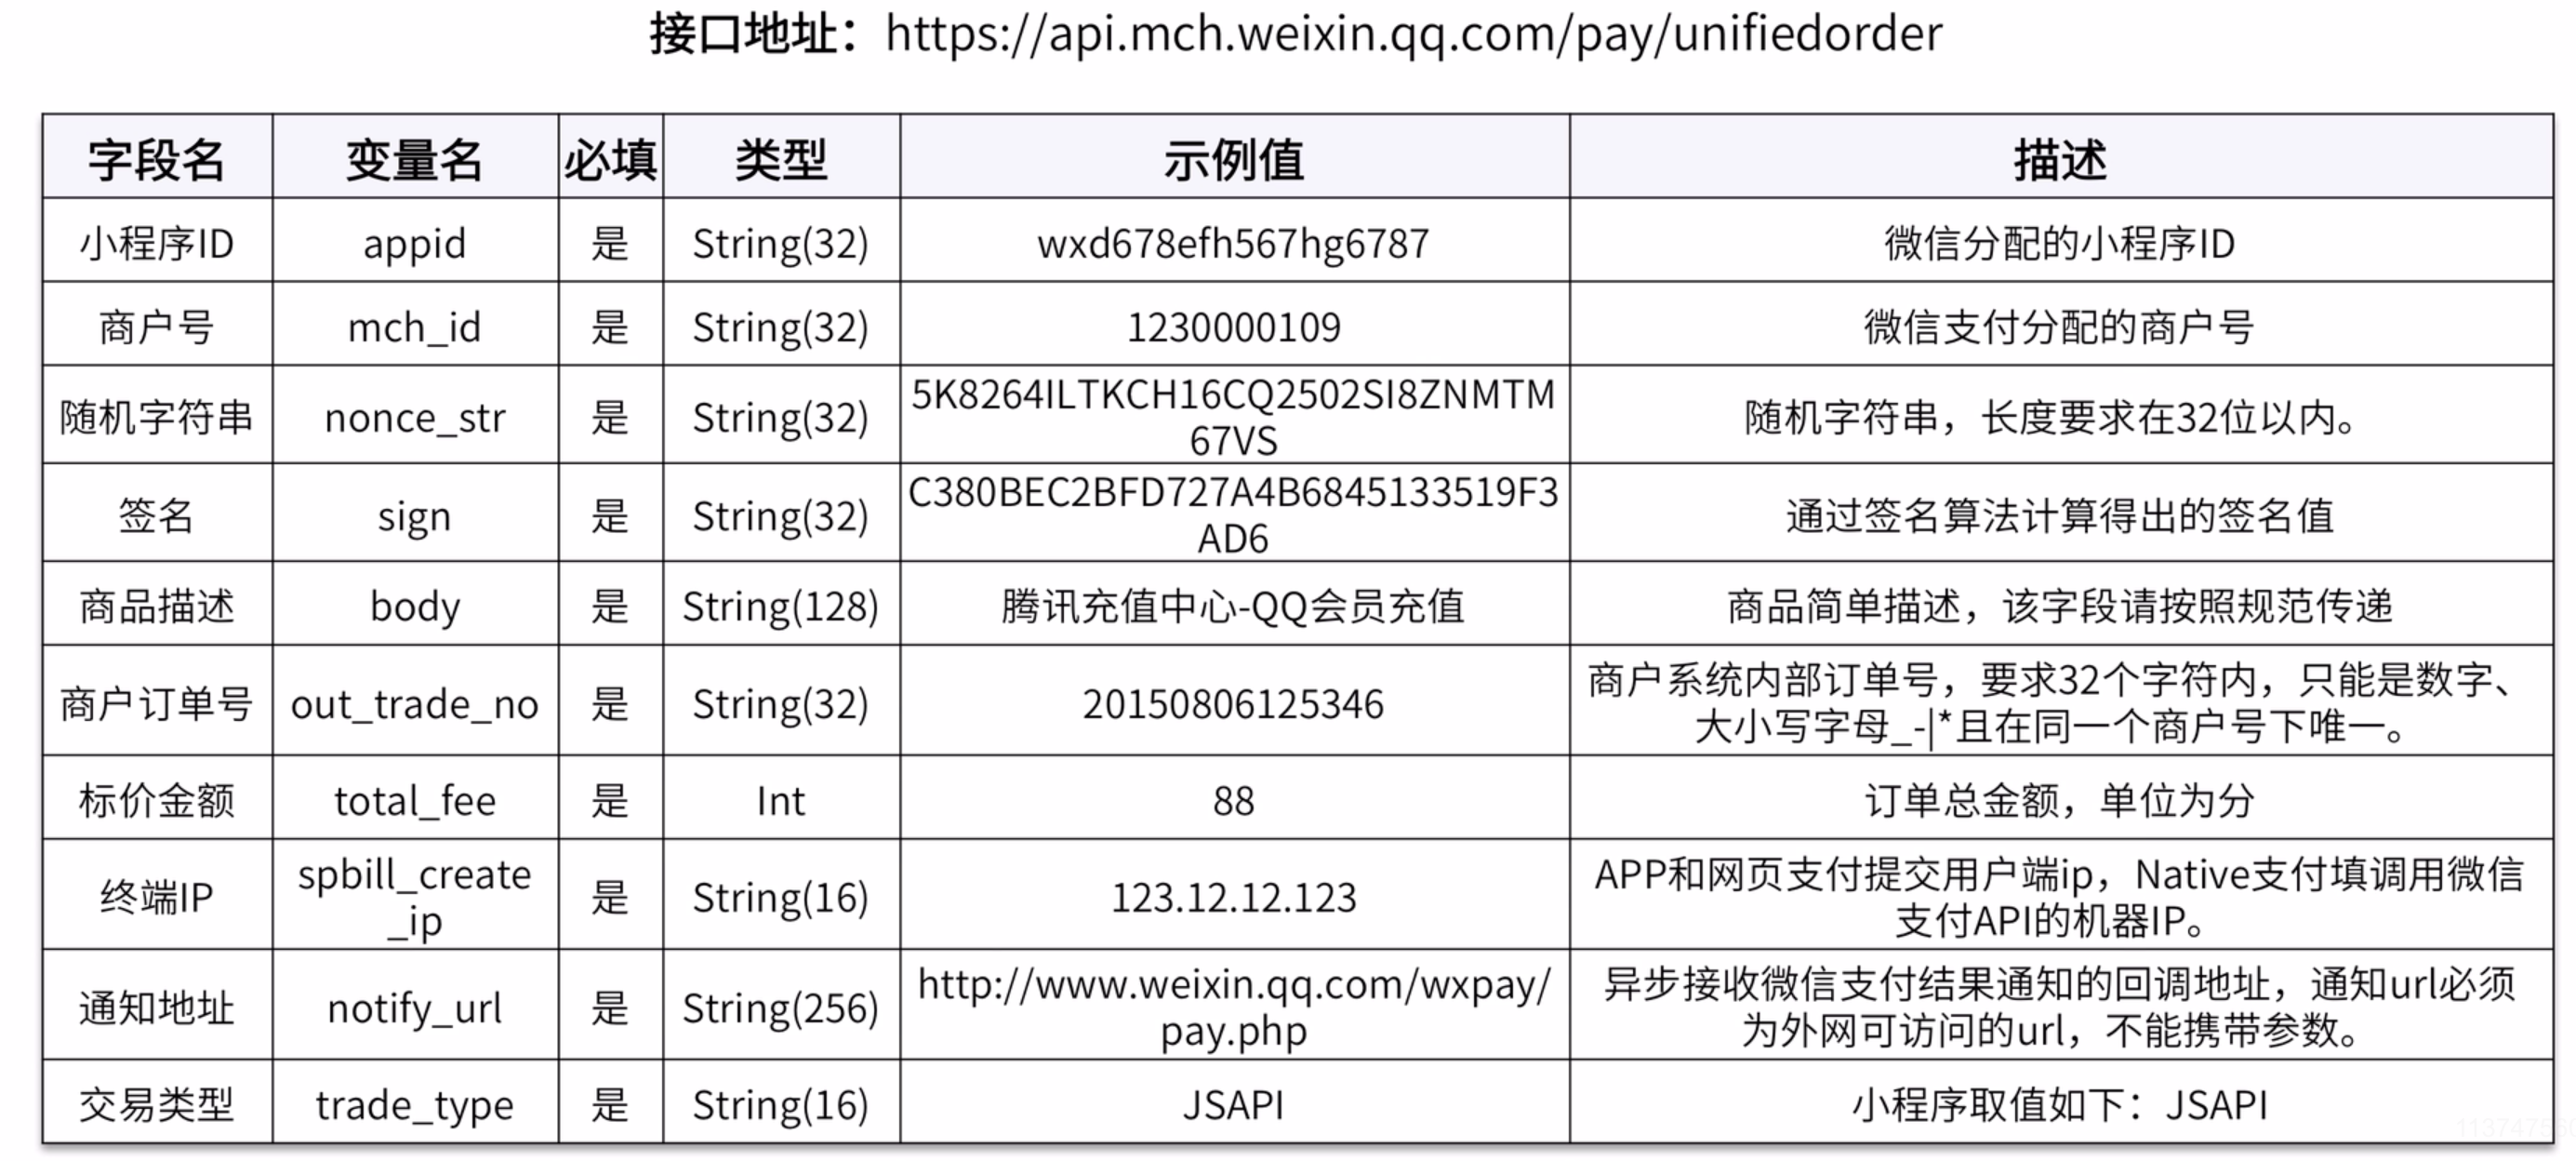 接口地址：https://api.mch.weixin.qq.com/pay/unifiedorder
字段名 变量名 必填 类型 示例值 描述
小程序ID appid 是 String(32) wxd678efh567hg6787 微信分配的小程序ID
商户号 mch_id 是 String(32) 1230000109 微信支付分配的商户号
随机字符串 nonce_str 是 String(32) 5K8264ILTKCH16CQ2502SI8ZNMTM
67VS 随机字符串，长度要求在32位以内。
签名 sign 是 String(32) C380BEC2BFD727A4B6845133519F3
AD6 通过签名算法计算得出的签名值
商品描述 body 是 String(128) 腾讯充值中心-QQ会员充值 商品简单描述，该字段请按照规范传递
商户订单号 out_trade_no 是 String(32) 20150806125346 商户系统内部订单号，要求32个字符内，只能是数字、
大小写字母_-|*且在同一个商户号下唯一。
标价金额 total_fee 是 Int 88 订单总金额，单位为分
终端IP spbill_create
_ip 是 String(16) 123.12.12.123 APP和网页支付提交用户端ip，Native支付填调用微信
支付API的机器IP。
通知地址 notify_url 是 String(256) http://www.weixin.qq.com/wxpay/
pay.php 异步接收微信支付结果通知的回调地址，通知url必须
为外网可访问的url，不能携带参数。
交易类型 trade_type 是 String(16) JSAPI 小程序取值如下：JSAPI